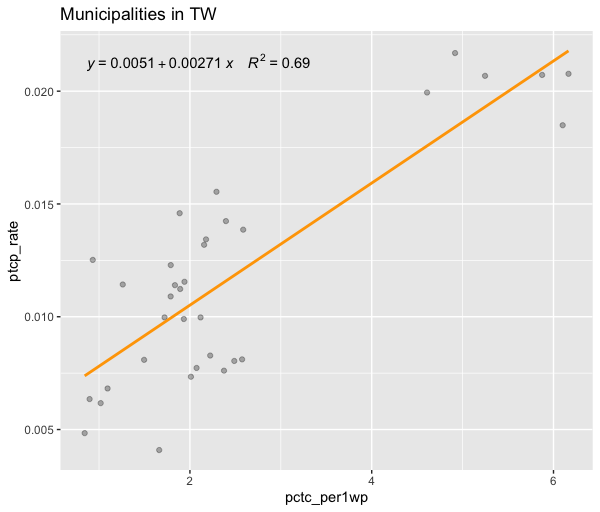 Municipalities in TW
y = 0.0051 + 0.00271 x R² = 0.69
0.020
0.015
0.010
0.005
ptcp_rate
2 4 6
pctc_per1wp